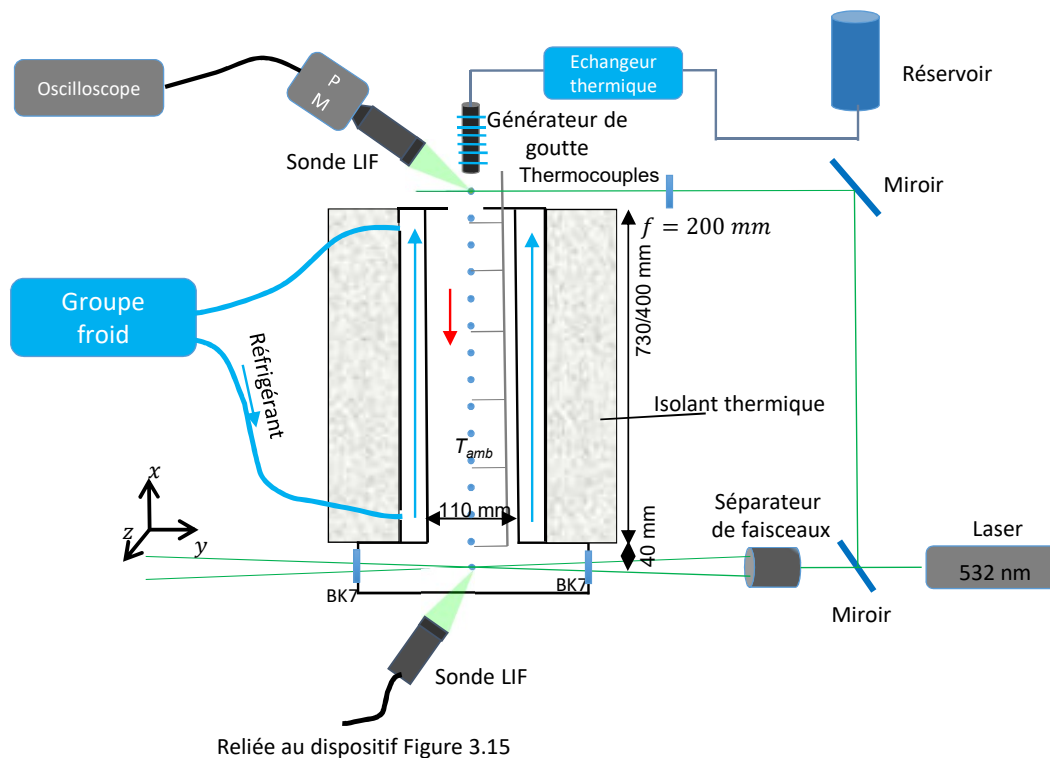 Oscilloscope
P
M
Sonde LIF
Echangeur
thermique
Réservoir
Générateur de
goutte
Thermocouples
Miroir
f = 200 mm
730/400 mm
Groupe
froid
Réfrigérant
Isolant thermique
T_amb
110 mm
x
z
y
40 mm
Séparateur
de faisceaux
Laser
532 nm
BK7
BK7
Miroir
Sonde LIF
Reliée au dispositif Figure 3.15